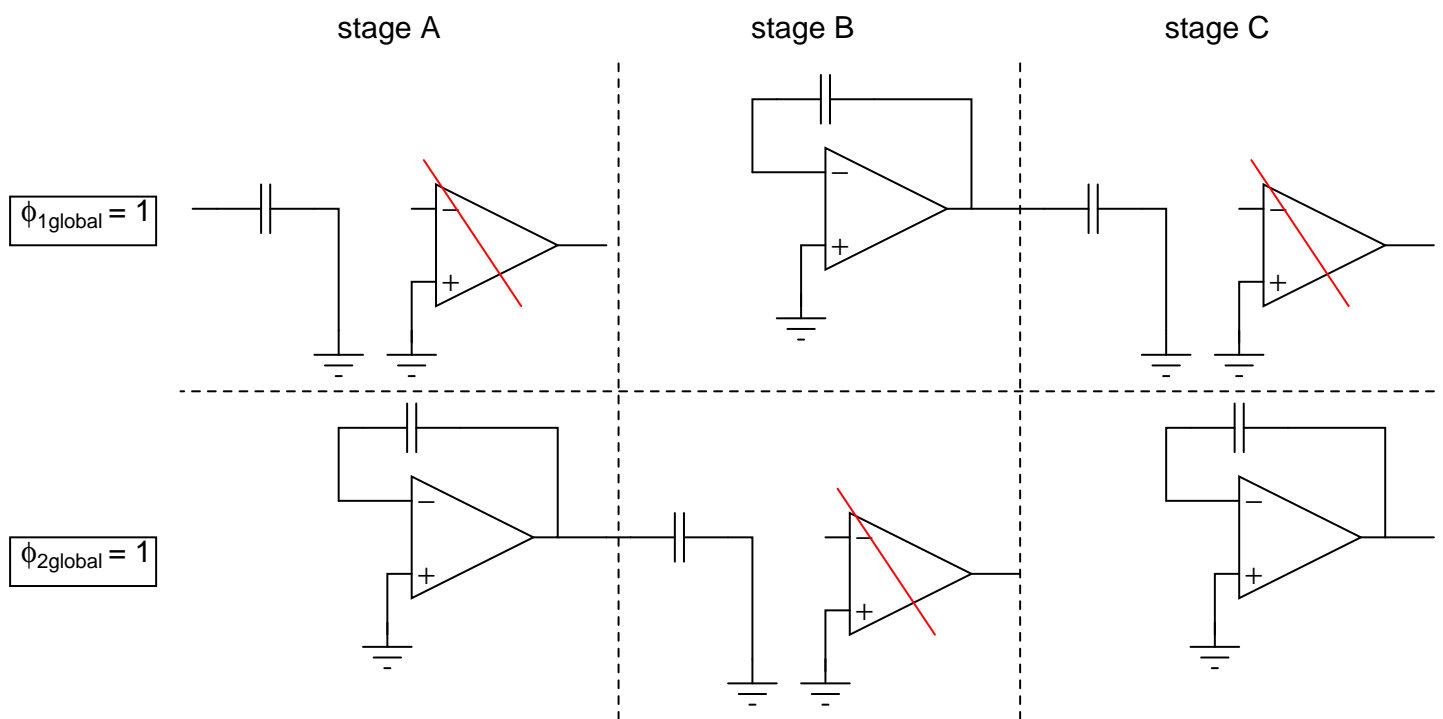 stage A
stage B
stage C
ϕ1global = 1
−
+
−
+
−
+
ϕ2global = 1
−
+
−
+
−
+